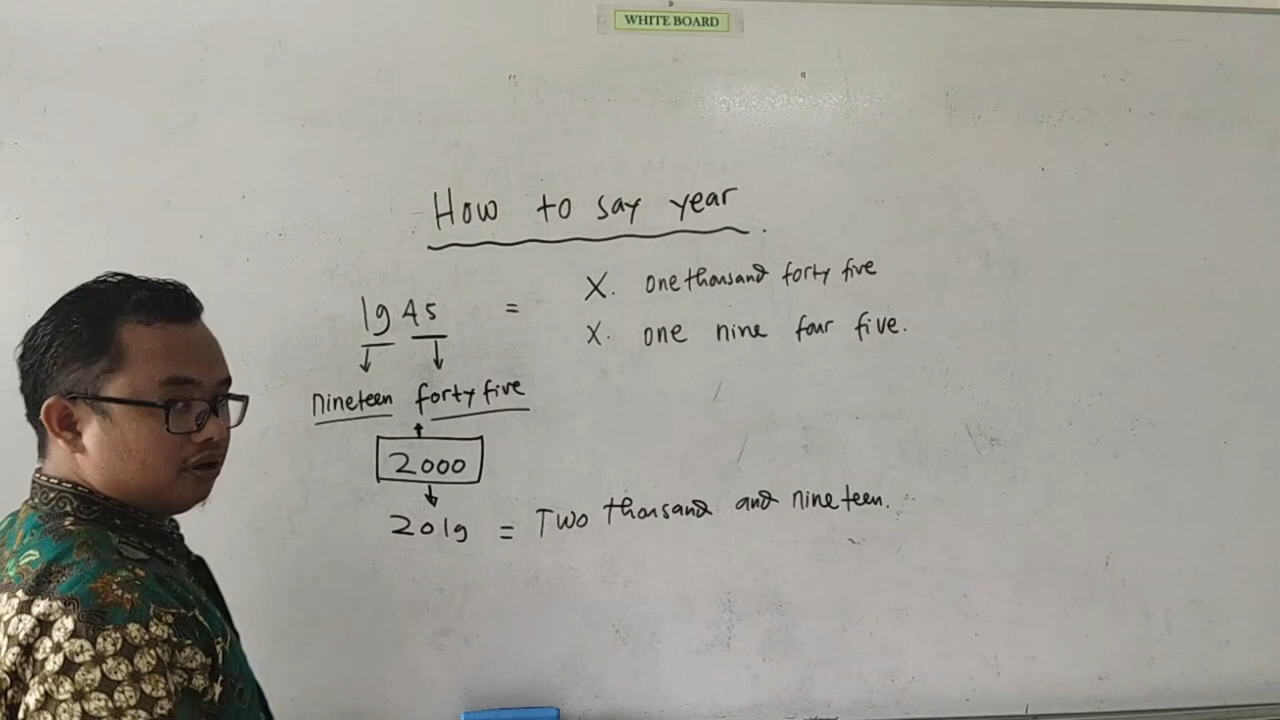 WHITE BOARD
How to say year.
1945 = X. one thousand forty five
X. one nine four five.
nineteen forty five
2000
2019 = Two thousand and nineteen.